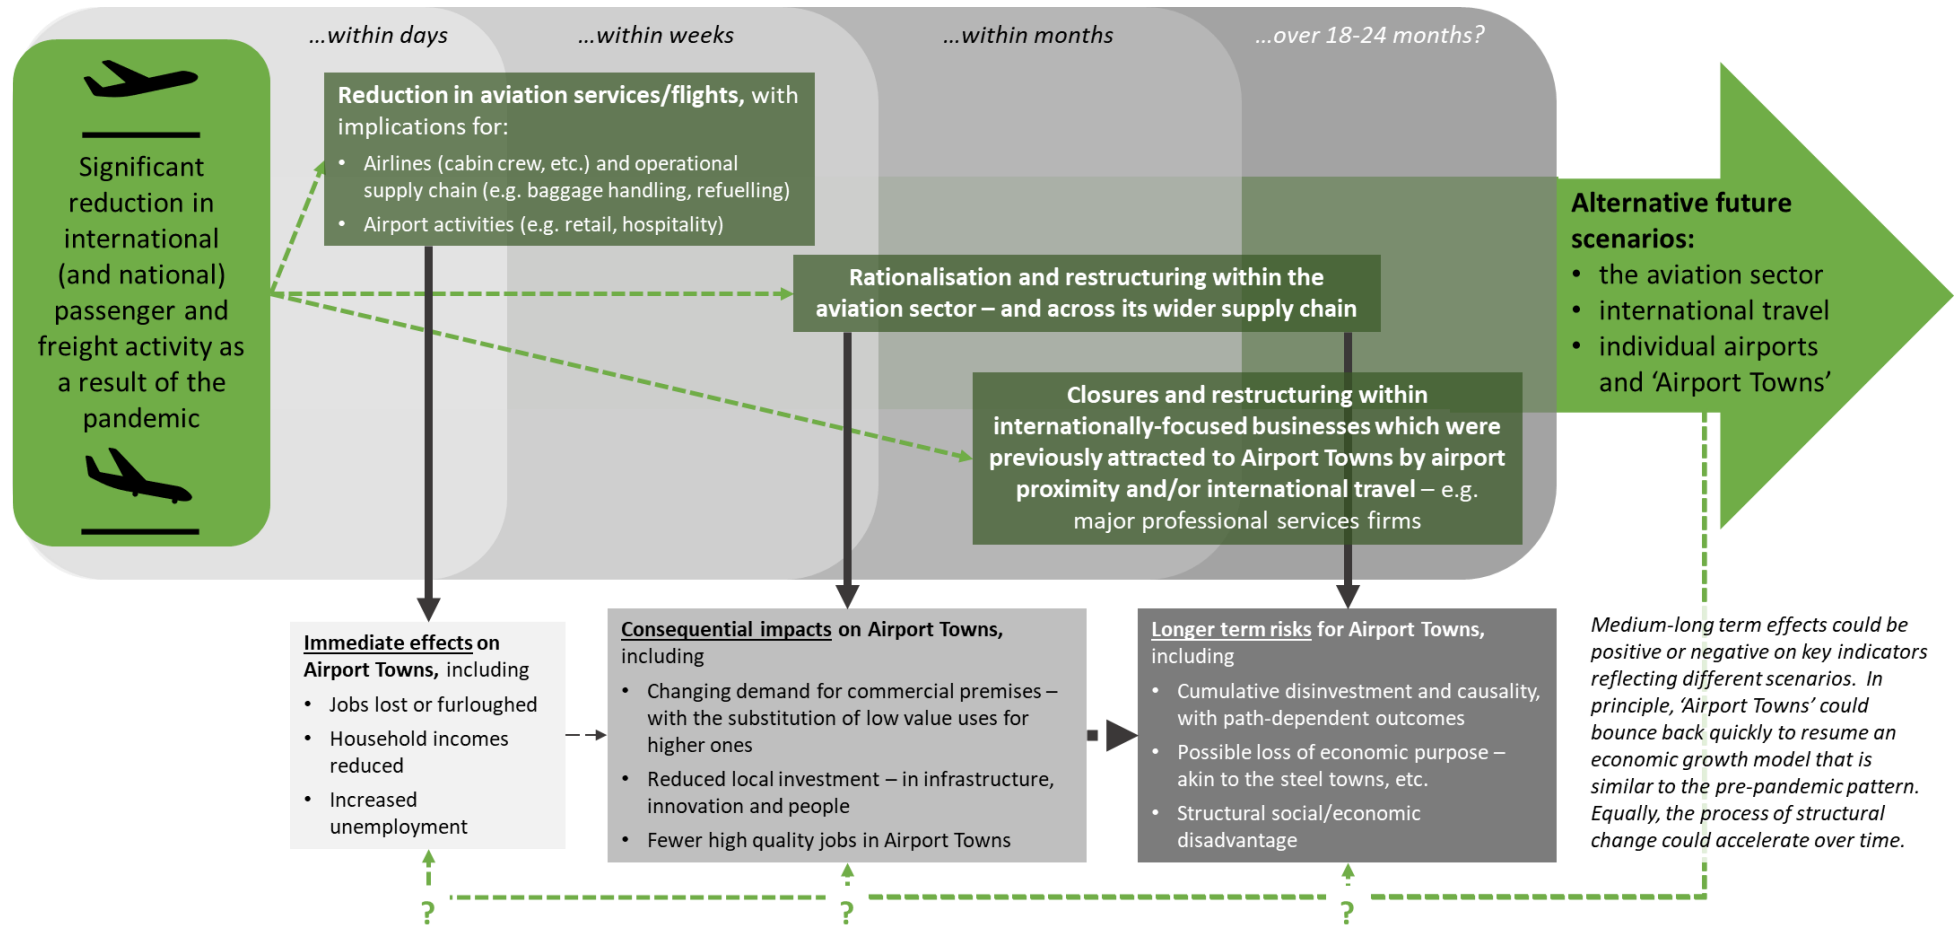 ...within days
...within weeks
...within months
...over 18-24 months?
Significant
reduction in
international
(and national)
passenger and
freight activity as
a result of the
pandemic
Reduction in aviation services/flights, with
implications for:
• Airlines (cabin crew, etc.) and operational
supply chain (e.g. baggage handling, refuelling)
• Airport activities (e.g. retail, hospitality)
Rationalisation and restructuring within the
aviation sector – and across its wider supply chain
Closures and restructuring within
internationally-focused businesses which were
previously attracted to Airport Towns by airport
proximity and/or international travel – e.g.
major professional services firms
Alternative future
scenarios:
• the aviation sector
• international travel
• individual airports
and ‘Airport Towns’
Immediate effects on
Airport Towns, including
• Jobs lost or furloughed
• Household incomes
reduced
• Increased
unemployment
Consequential impacts on Airport Towns,
including
• Changing demand for commercial premises –
with the substitution of low value uses for
higher ones
• Reduced local investment – in infrastructure,
innovation and people
• Fewer high quality jobs in Airport Towns
Longer term risks for Airport Towns,
including
• Cumulative disinvestment and causality,
with path-dependent outcomes
• Possible loss of economic purpose –
akin to the steel towns, etc.
• Structural social/economic
disadvantage
Medium-long term effects could be
positive or negative on key indicators
reflecting different scenarios. In
principle, ‘Airport Towns’ could
bounce back quickly to resume an
economic growth model that is
similar to the pre-pandemic pattern.
Equally, the process of structural
change could accelerate over time.
?
?
?